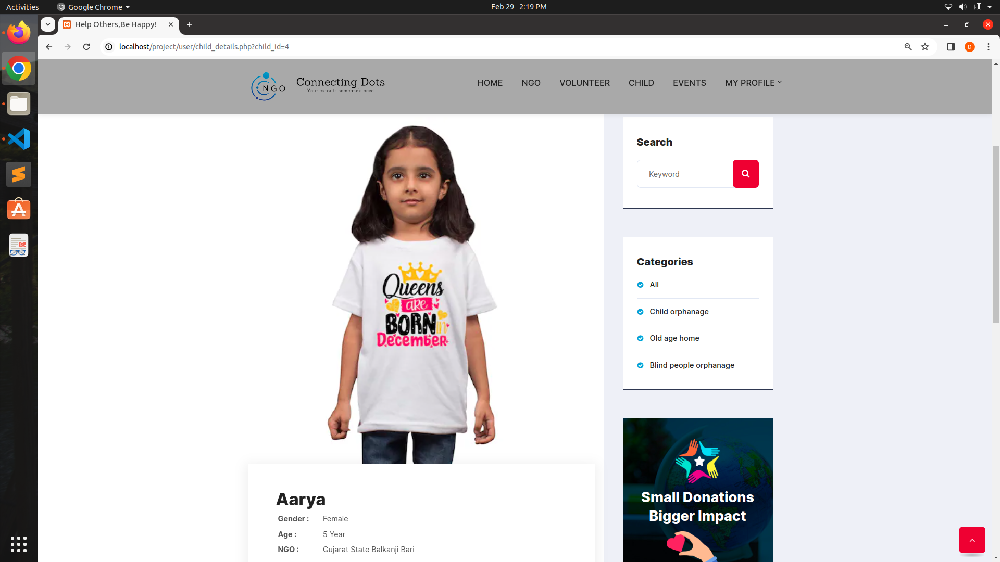 Activities
Google Chrome
Feb 29 2:19 PM
Help Others,Be Happy!
localhost/project/user/child_details.php?child_id=4
D
NGO
Connecting Dots
Your extra is someone's need
HOME
NGO
VOLUNTEER
CHILD
EVENTS
MY PROFILE
Queens
are
BORN in
December
Search
Keyword
Categories
All
Child orphanage
Old age home
Blind people orphanage
Small Donations
Bigger Impact
Aarya
Gender : Female
Age : 5 Year
NGO : Gujarat State Balkanji Bari